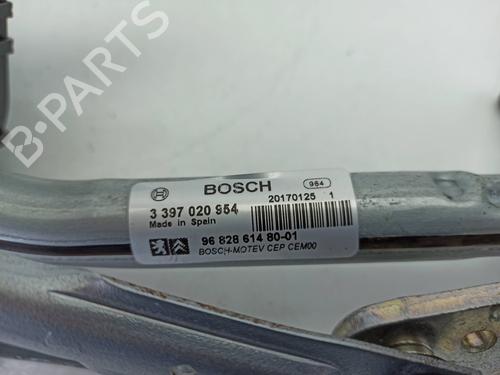 B-PARTS
BOSCH
984
3 397 020 954
20170125 1
Made in Spain
96 828 614 80-01
BOSCH-MOTEV CEP CEM00